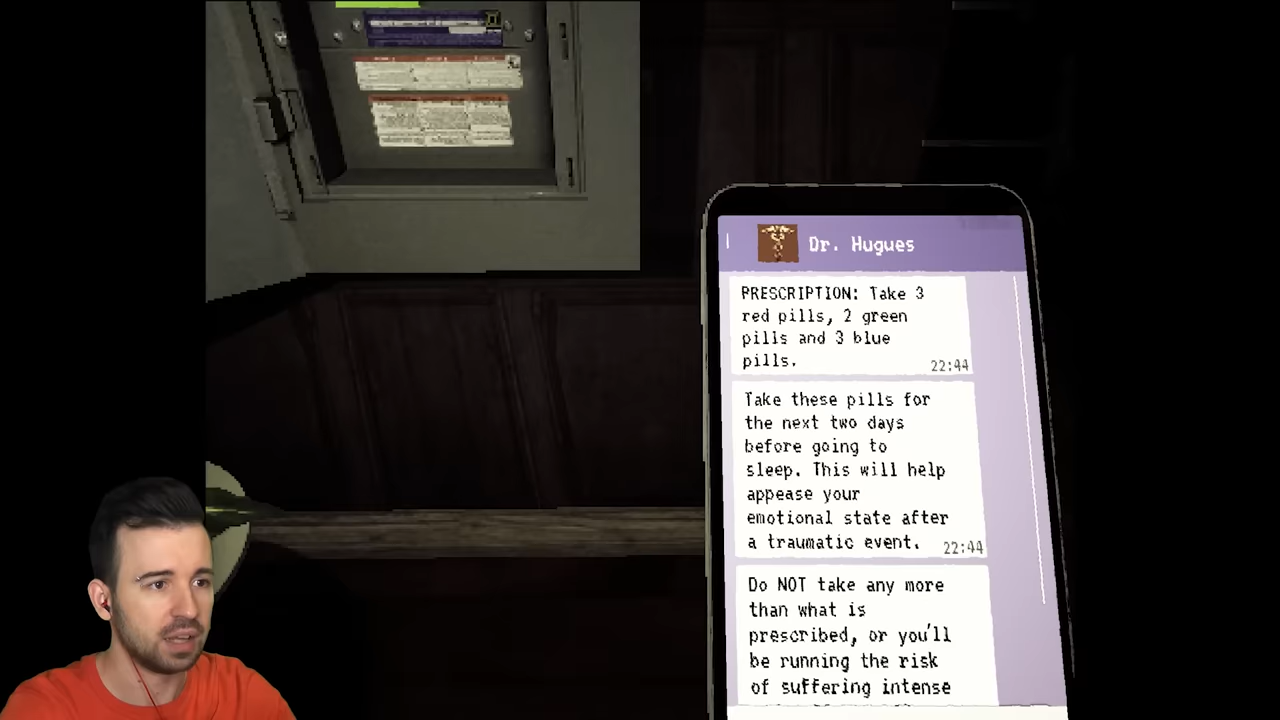 Dr. Hugues
PRESCRIPTION: Take 3
red pills, 2 green
pills and 3 blue
pills.
22:44
Take these pills for
the next two days
before going to
sleep. This will help
appease your
emotional state after
a traumatic event.
22:44
Do NOT take any more
than what is
prescribed, or you'll
be running the risk
of suffering intense